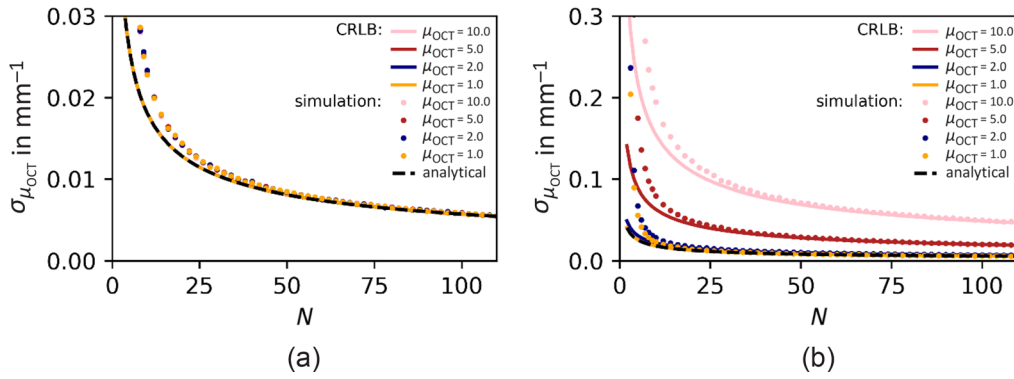 0.03
0.02
0.01
0.00
σμOCT in mm⁻¹
0 25 50 75 100
N
CRLB:
μOCT = 10.0
μOCT = 5.0
μOCT = 2.0
μOCT = 1.0
simulation:
μOCT = 10.0
μOCT = 5.0
μOCT = 2.0
μOCT = 1.0
analytical
(a)
0.3
0.2
0.1
0.0
σμOCT in mm⁻¹
0 25 50 75 100
N
CRLB:
μOCT = 10.0
μOCT = 5.0
μOCT = 2.0
μOCT = 1.0
simulation:
μOCT = 10.0
μOCT = 5.0
μOCT = 2.0
μOCT = 1.0
analytical
(b)